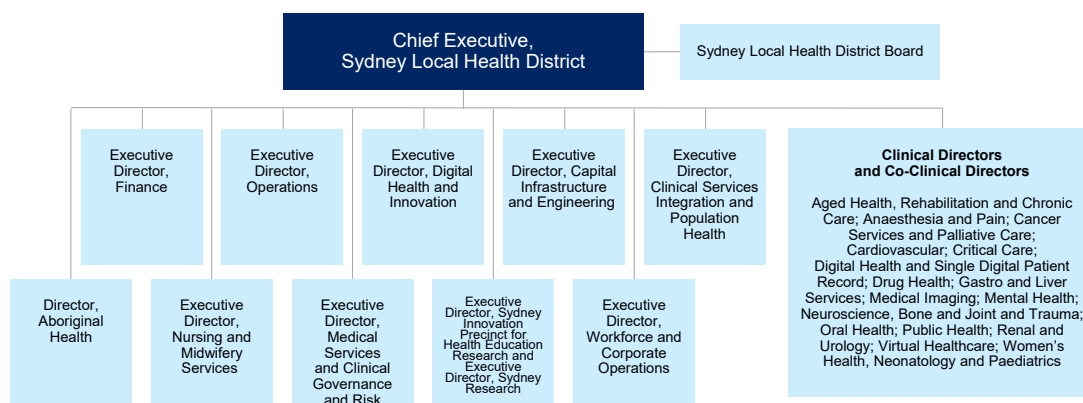 Chief Executive,
Sydney Local Health District
Sydney Local Health District Board
Executive
Director,
Finance
Executive
Director,
Operations
Executive
Director, Digital
Health and
Innovation
Executive
Director, Capital
Infrastructure
and Engineering
Executive
Director,
Clinical Services
Integration and
Population
Health
Clinical Directors
and Co-Clinical Directors
Aged Health, Rehabilitation and Chronic
Care; Anaesthesia and Pain; Cancer
Services and Palliative Care;
Cardiovascular; Critical Care;
Digital Health and Single Digital Patient
Record; Drug Health; Gastro and Liver
Services; Medical Imaging; Mental Health;
Neuroscience, Bone and Joint and Trauma;
Oral Health; Public Health; Renal and
Urology; Virtual Healthcare; Women’s
Health, Neonatology and Paediatrics
Director,
Aboriginal
Health
Executive
Director,
Nursing and
Midwifery
Services
Executive
Director,
Medical
Services
and Clinical
Governance
and Risk
Executive
Director, Sydney
Innovation
Precinct for
Health Education
Research and
Executive
Director, Sydney
Research
Executive
Director,
Workforce and
Corporate
Operations